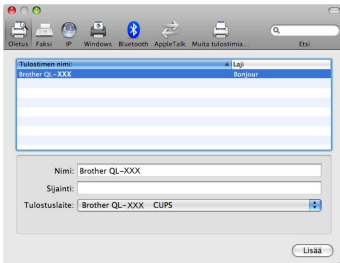 Oletus Faksi IP Windows Bluetooth AppleTalk Muita tulostimia... Etsi
Tulostimen nimi: Laji
Brother QL-XXX Bonjour
Nimi: Brother QL-XXX
Sijainti:
Tulostuslaite: Brother QL-XXX CUPS
Lisää